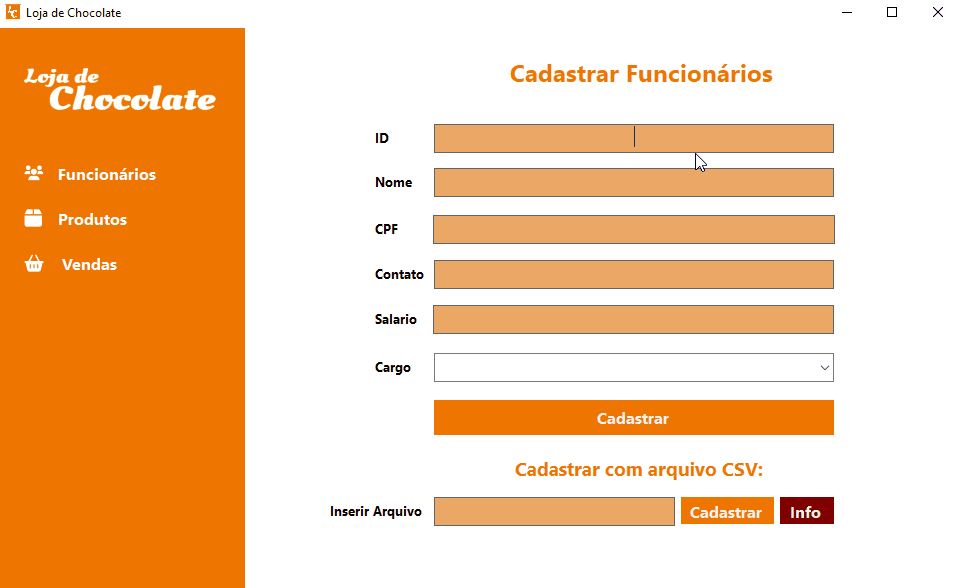 Loja de Chocolate
Loja de
Chocolate
Funcionários
Produtos
Vendas
Cadastrar Funcionários
ID
Nome
CPF
Contato
Salario
Cargo
Cadastrar
Cadastrar com arquivo CSV:
Inserir Arquivo
Cadastrar
Info